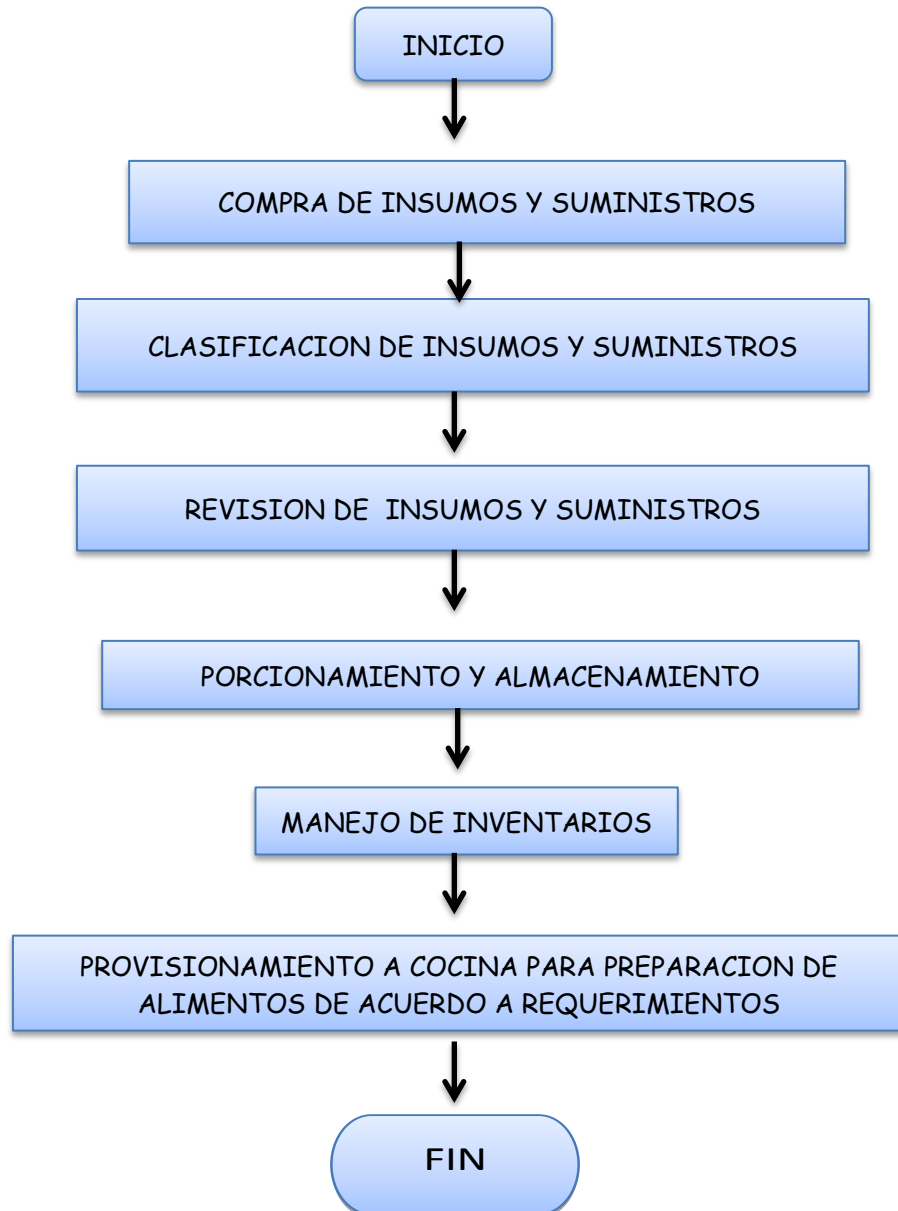 INICIO
COMPRA DE INSUMOS Y SUMINISTROS
CLASIFICACION DE INSUMOS Y SUMINISTROS
REVISION DE  INSUMOS Y SUMINISTROS
PORCIONAMIENTO Y ALMACENAMIENTO
MANEJO DE INVENTARIOS
PROVISIONAMIENTO A COCINA PARA PREPARACION DE
ALIMENTOS DE ACUERDO A REQUERIMIENTOS
FIN